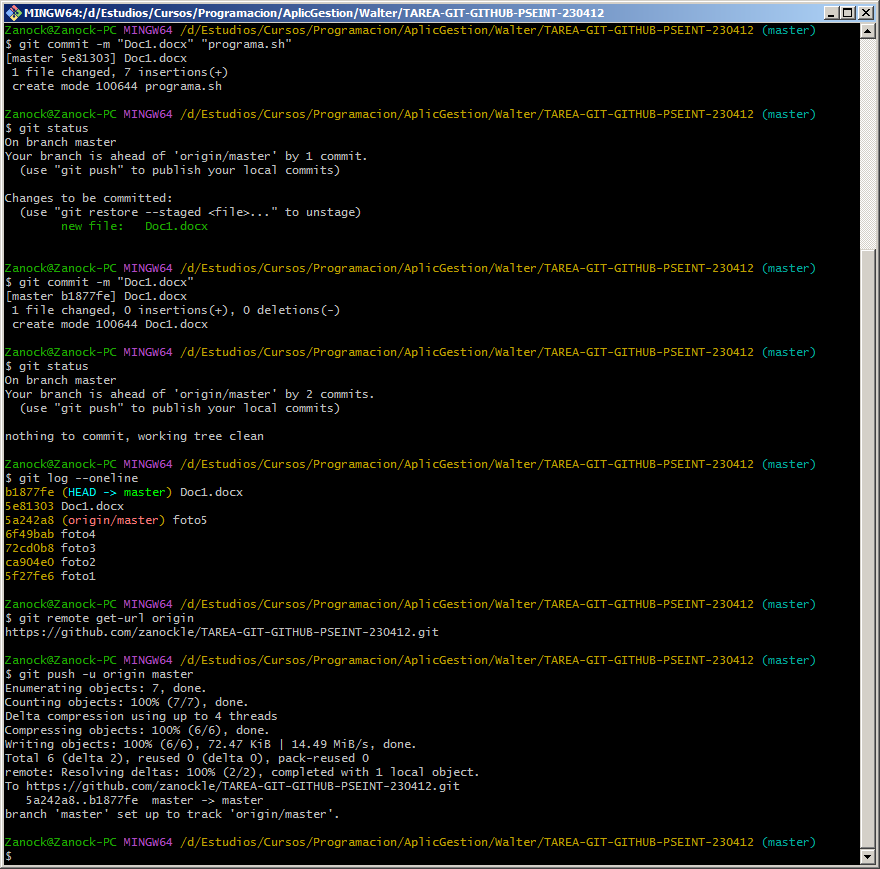 MINGW64:/d/Estudios/Cursos/Programacion/AplicGestion/Walter/TAREA-GIT-GITHUB-PSEINT-230412
Zanock@Zanock-PC MINGW64 /d/Estudios/Cursos/Programacion/AplicGestion/Walter/TAREA-GIT-GITHUB-PSEINT-230412 (master)
$ git commit -m "Doc1.docx" "programa.sh"
[master 5e81303] Doc1.docx
 1 file changed, 7 insertions(+)
 create mode 100644 programa.sh

Zanock@Zanock-PC MINGW64 /d/Estudios/Cursos/Programacion/AplicGestion/Walter/TAREA-GIT-GITHUB-PSEINT-230412 (master)
$ git status
On branch master
Your branch is ahead of 'origin/master' by 1 commit.
  (use "git push" to publish your local commits)

Changes to be committed:
  (use "git restore --staged <file>..." to unstage)
        new file:   Doc1.docx

Zanock@Zanock-PC MINGW64 /d/Estudios/Cursos/Programacion/AplicGestion/Walter/TAREA-GIT-GITHUB-PSEINT-230412 (master)
$ git commit -m "Doc1.docx"
[master b1877fe] Doc1.docx
 1 file changed, 0 insertions(+), 0 deletions(-)
 create mode 100644 Doc1.docx

Zanock@Zanock-PC MINGW64 /d/Estudios/Cursos/Programacion/AplicGestion/Walter/TAREA-GIT-GITHUB-PSEINT-230412 (master)
$ git status
On branch master
Your branch is ahead of 'origin/master' by 2 commits.
  (use "git push" to publish your local commits)

nothing to commit, working tree clean

Zanock@Zanock-PC MINGW64 /d/Estudios/Cursos/Programacion/AplicGestion/Walter/TAREA-GIT-GITHUB-PSEINT-230412 (master)
$ git log --oneline
b1877fe (HEAD -> master) Doc1.docx
5e81303 Doc1.docx
5a242a8 (origin/master) foto5
6f49bab foto4
72cd0b8 foto3
ca904e0 foto2
5f27fe6 foto1

Zanock@Zanock-PC MINGW64 /d/Estudios/Cursos/Programacion/AplicGestion/Walter/TAREA-GIT-GITHUB-PSEINT-230412 (master)
$ git remote get-url origin
https://github.com/zanockle/TAREA-GIT-GITHUB-PSEINT-230412.git

Zanock@Zanock-PC MINGW64 /d/Estudios/Cursos/Programacion/AplicGestion/Walter/TAREA-GIT-GITHUB-PSEINT-230412 (master)
$ git push -u origin master
Enumerating objects: 7, done.
Counting objects: 100% (7/7), done.
Delta compression using up to 4 threads
Compressing objects: 100% (6/6), done.
Writing objects: 100% (6/6), 72.47 KiB | 14.49 MiB/s, done.
Total 6 (delta 2), reused 0 (delta 0), pack-reused 0
remote: Resolving deltas: 100% (2/2), completed with 1 local object.
To https://github.com/zanockle/TAREA-GIT-GITHUB-PSEINT-230412.git
   5a242a8..b1877fe  master -> master
branch 'master' set up to track 'origin/master'.

Zanock@Zanock-PC MINGW64 /d/Estudios/Cursos/Programacion/AplicGestion/Walter/TAREA-GIT-GITHUB-PSEINT-230412 (master)
$